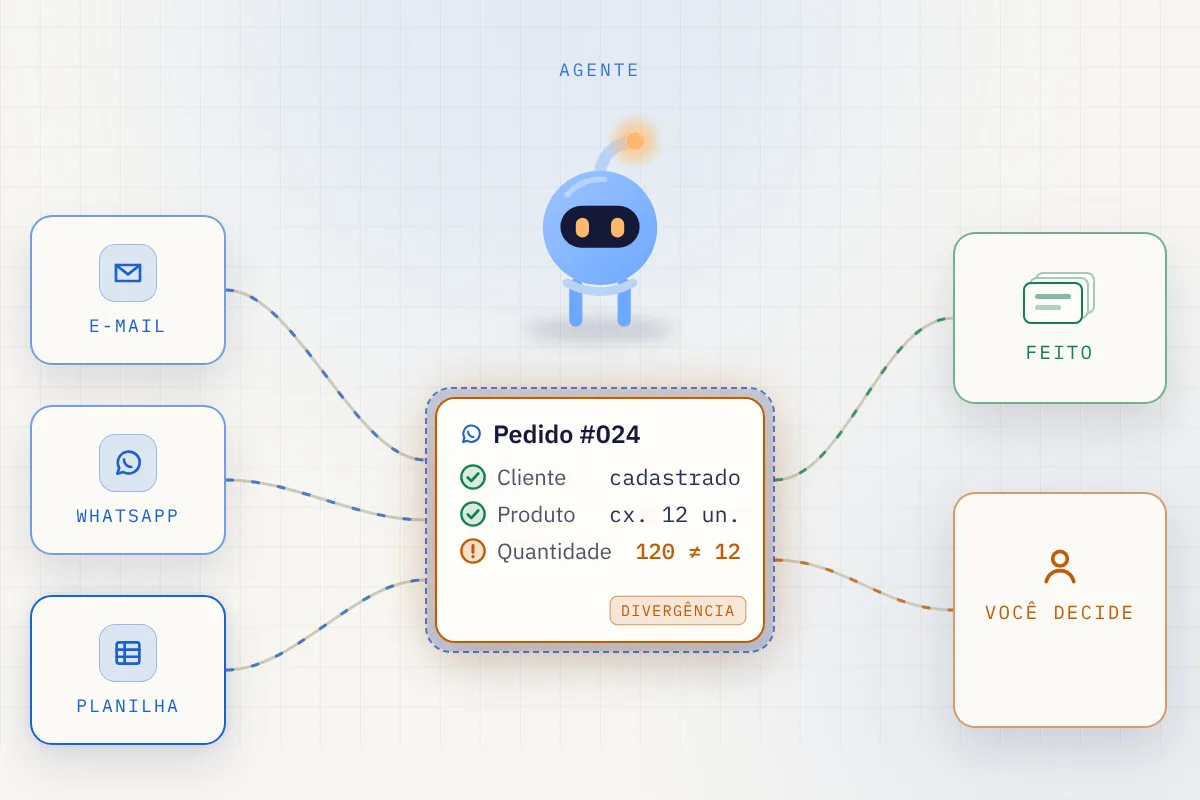 AGENTE
E-MAIL
WHATSAPP
PLANILHA
Pedido #024
Cliente cadastrado
Produto cx. 12 un.
Quantidade 120 ≠ 12
DIVERGÊNCIA
FEITO
VOCÊ DECIDE